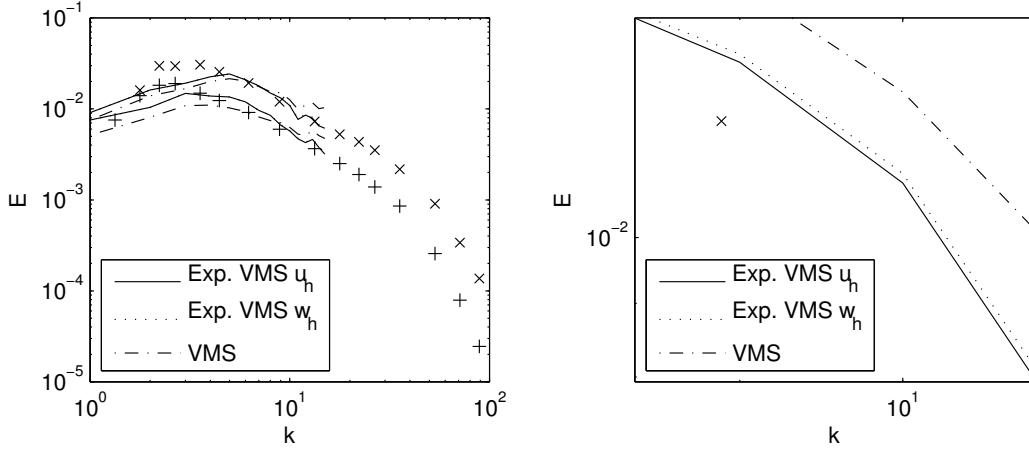 10^{-1}
10^{-2}
10^{-3}
10^{-4}
10^{-5}
E
Exp. VMS u_h
Exp. VMS w_h
VMS
10^0
10^1
10^2
k
10^{-2}
E
Exp. VMS u_h
Exp. VMS w_h
VMS
10^1
k